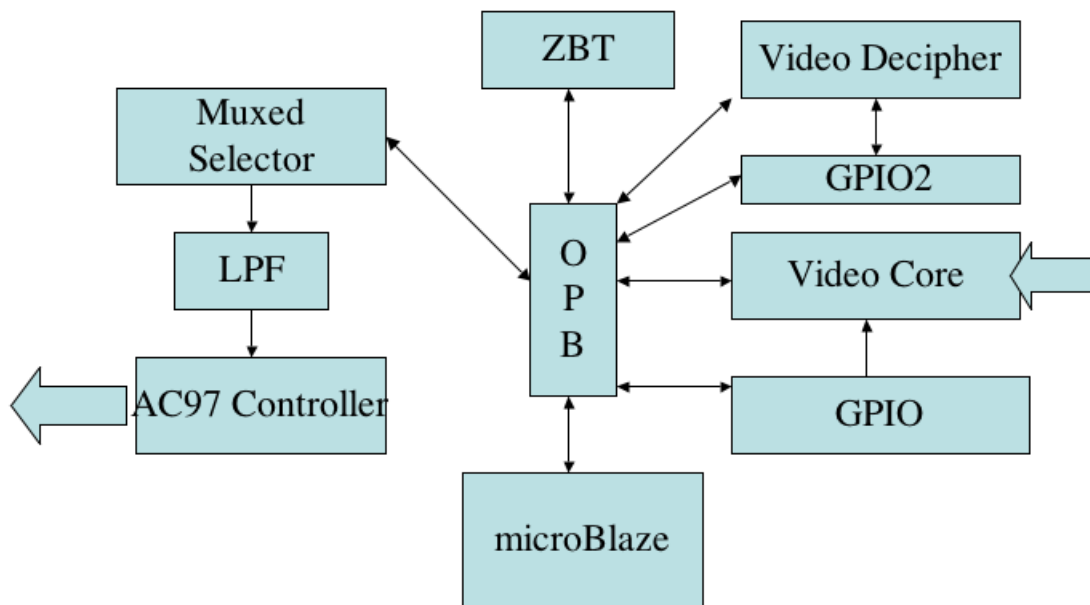 ZBT
Video Decipher
Muxed
Selector
GPIO2
O
P
B
LPF
Video Core
AC97 Controller
GPIO
microBlaze